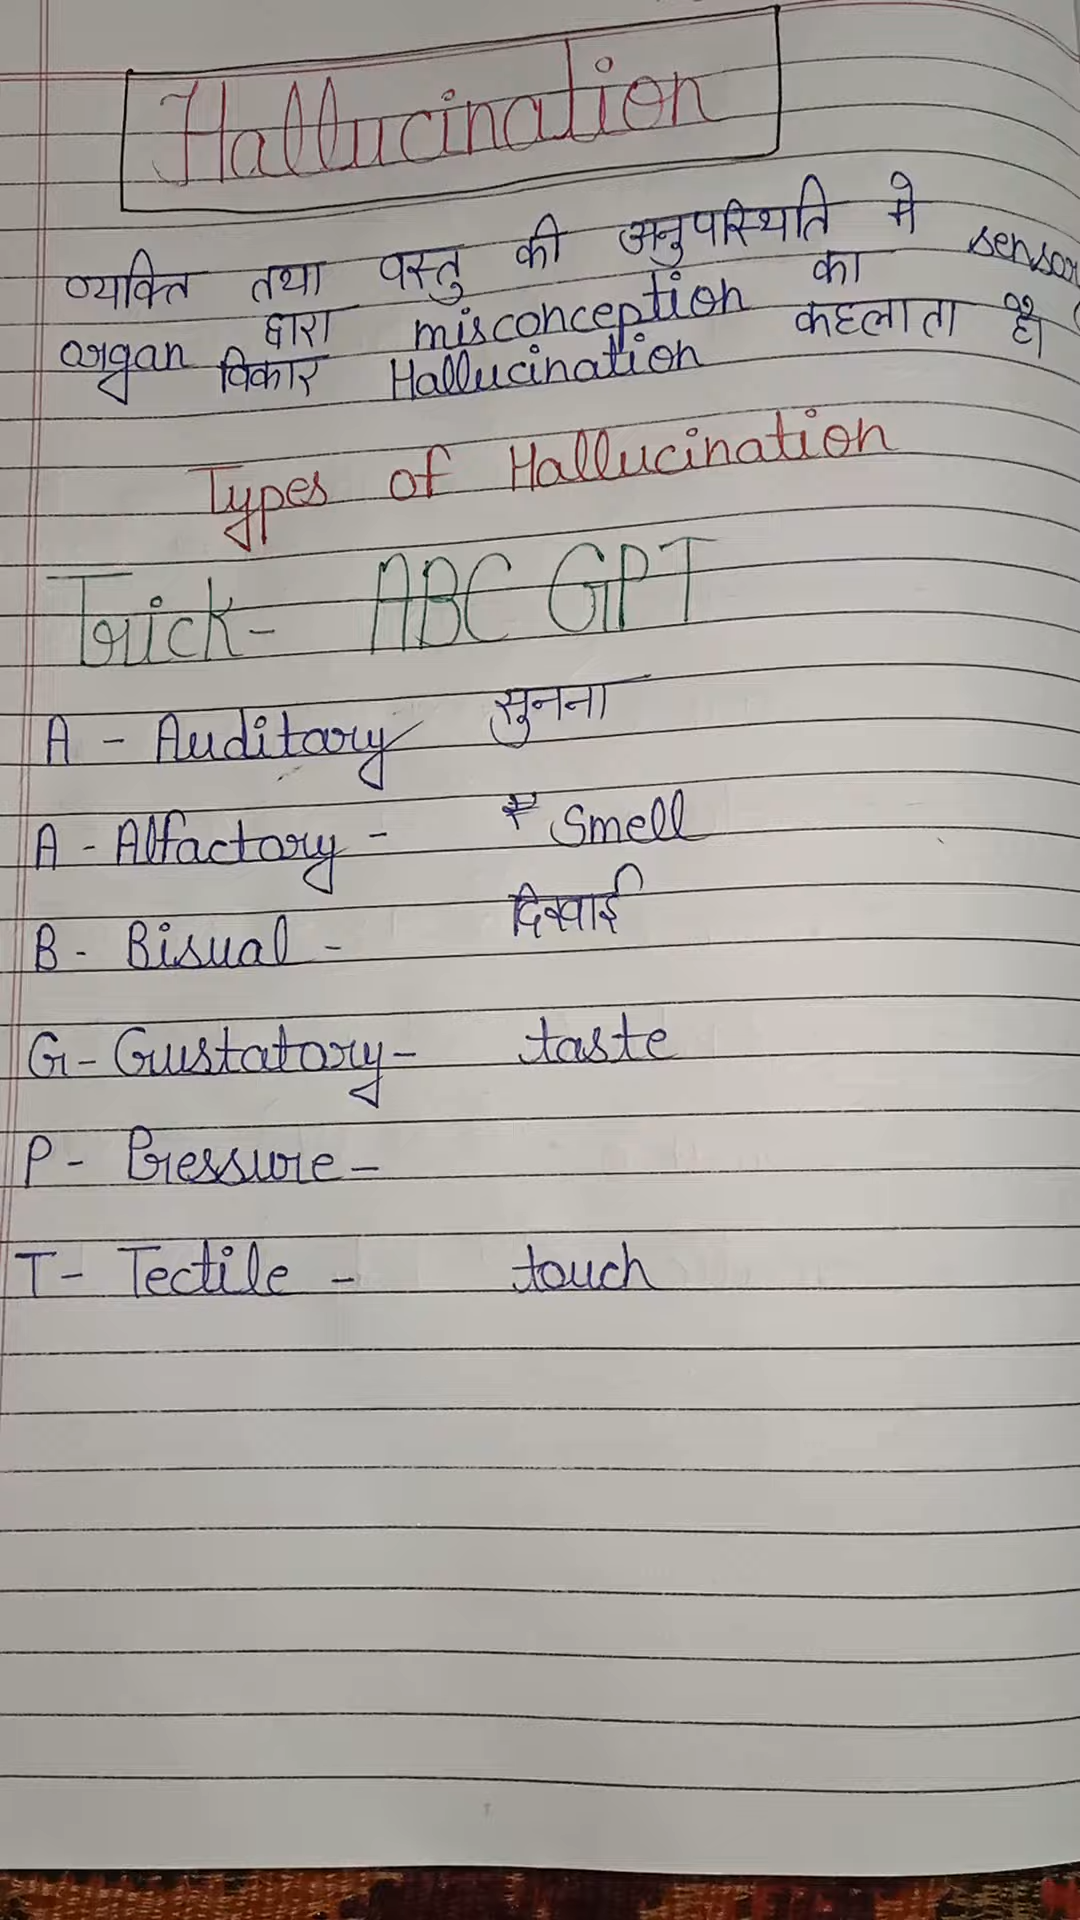 Hallucination
व्यक्ति तथा वस्तु की अनुपस्थिति मे
organ द्वारा misconception का
विकार Hallucination कहलाता है
Types of Hallucination
Trick- ABC GPT
A - Auditory सुनना
A - Alfactory - Smell
B - Bisual - दिखाई
G - Gustatory - taste
P - Pressure -
T - Tectile - touch